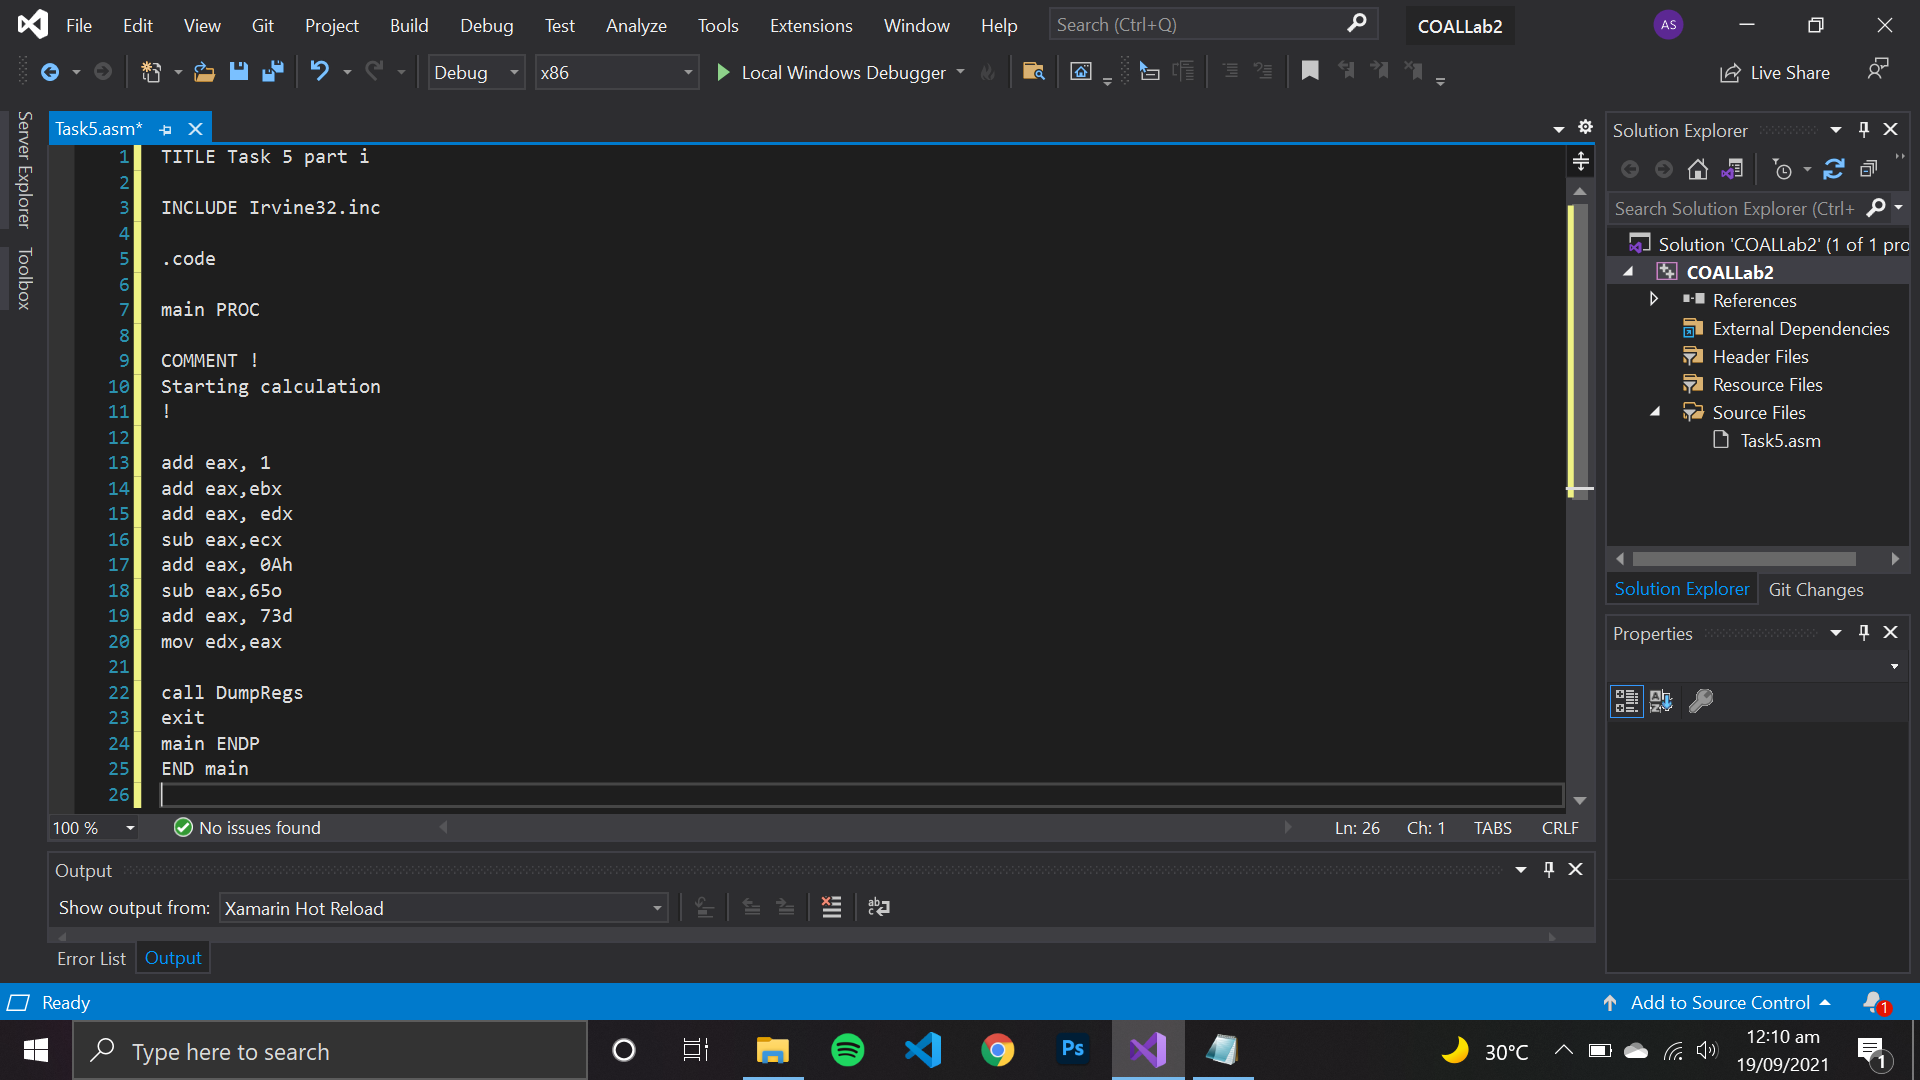 File Edit View Git Project Build Debug Test Analyze Tools Extensions Window Help Search (Ctrl+Q) COALLab2 AS
Debug x86 Local Windows Debugger Live Share
Server Explorer
Toolbox
Task5.asm*
1 TITLE Task 5 part i
2
3 INCLUDE Irvine32.inc
4
5 .code
6
7 main PROC
8
9 COMMENT !
10 Starting calculation
11 !
12
13 add eax, 1
14 add eax,ebx
15 add eax, edx
16 sub eax,ecx
17 add eax, 0Ah
18 sub eax,65o
19 add eax, 73d
20 mov edx,eax
21
22 call DumpRegs
23 exit
24 main ENDP
25 END main
26
100 % No issues found Ln: 26 Ch: 1 TABS CRLF
Output
Show output from: Xamarin Hot Reload
Error List Output
Solution Explorer
Search Solution Explorer (Ctrl+
Solution 'COALLab2' (1 of 1 pro
COALLab2
References
External Dependencies
Header Files
Resource Files
Source Files
Task5.asm
Solution Explorer Git Changes
Properties
Ready Add to Source Control 1
Type here to search Ps 30°C 12:10 am
19/09/2021 1